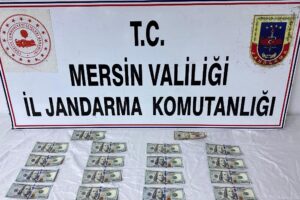 T.C.
MERSİN VALİLİĞİ
İL JANDARMA KOMUTANLIĞI